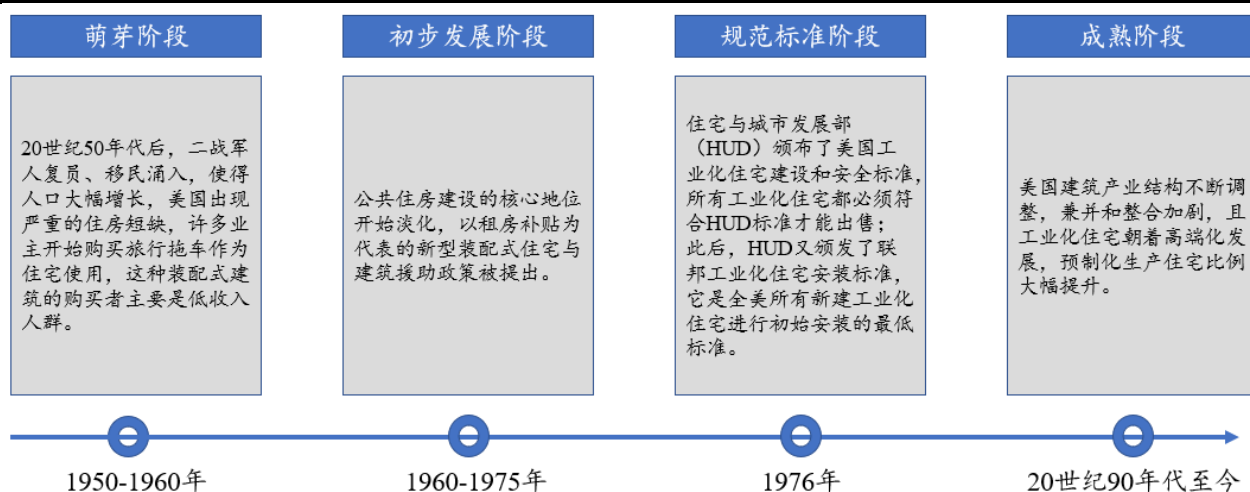 萌芽阶段
20世纪50年代后，二战军
人复员、移民涌入，使得
人口大幅增长，美国出现
严重的住房短缺，许多业
主开始购买旅行拖车作为
住宅使用，这种装配式建
筑的购买者主要是低收入
人群。
1950-1960年
初步发展阶段
公共住房建设的核心地位
开始淡化，以租房补贴为
代表的新型装配式住宅与
建筑援助政策被提出。
1960-1975年
规范标准阶段
住宅与城市发展部
（HUD）颁布了美国工
业化住宅建设和安全标准，
所有工业化住宅都必须符
合HUD标准才能出售；
此后，HUD又颁发了联
邦工业化住宅安装标准，
它是全美所有新建工业化
住宅进行初始安装的最低
标准。
1976年
成熟阶段
美国建筑产业结构不断调
整，兼并和整合加剧，且
工业化住宅朝着高端化发
展，预制化生产住宅比例
大幅提升。
20世纪90年代至今